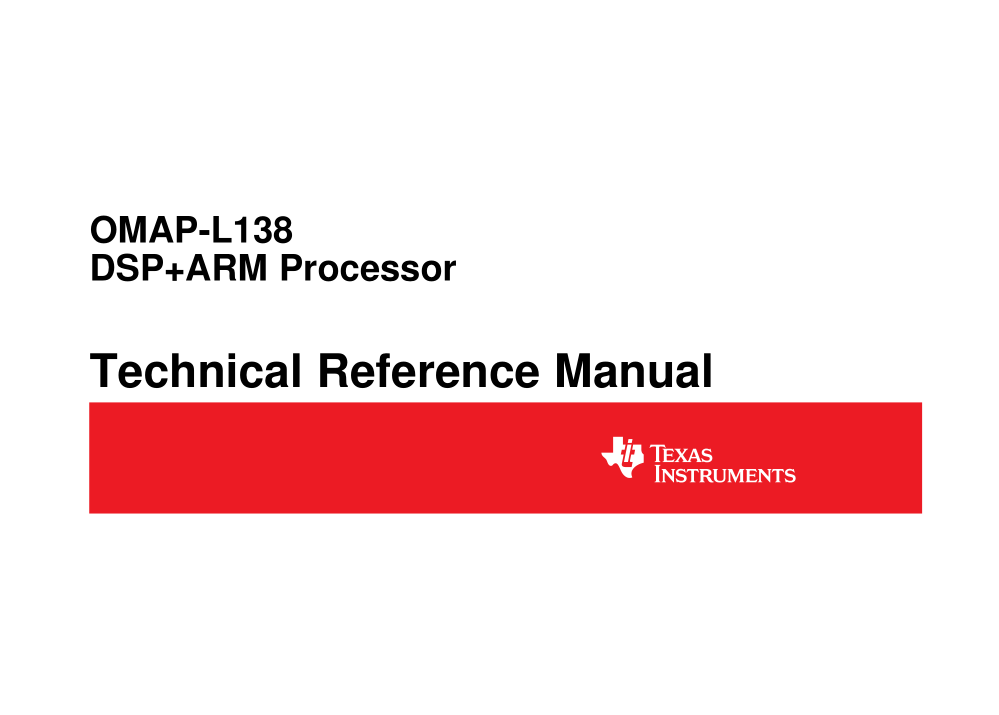 OMAP-L138
DSP+ARM Processor
Technical Reference Manual
TEXAS
INSTRUMENTS